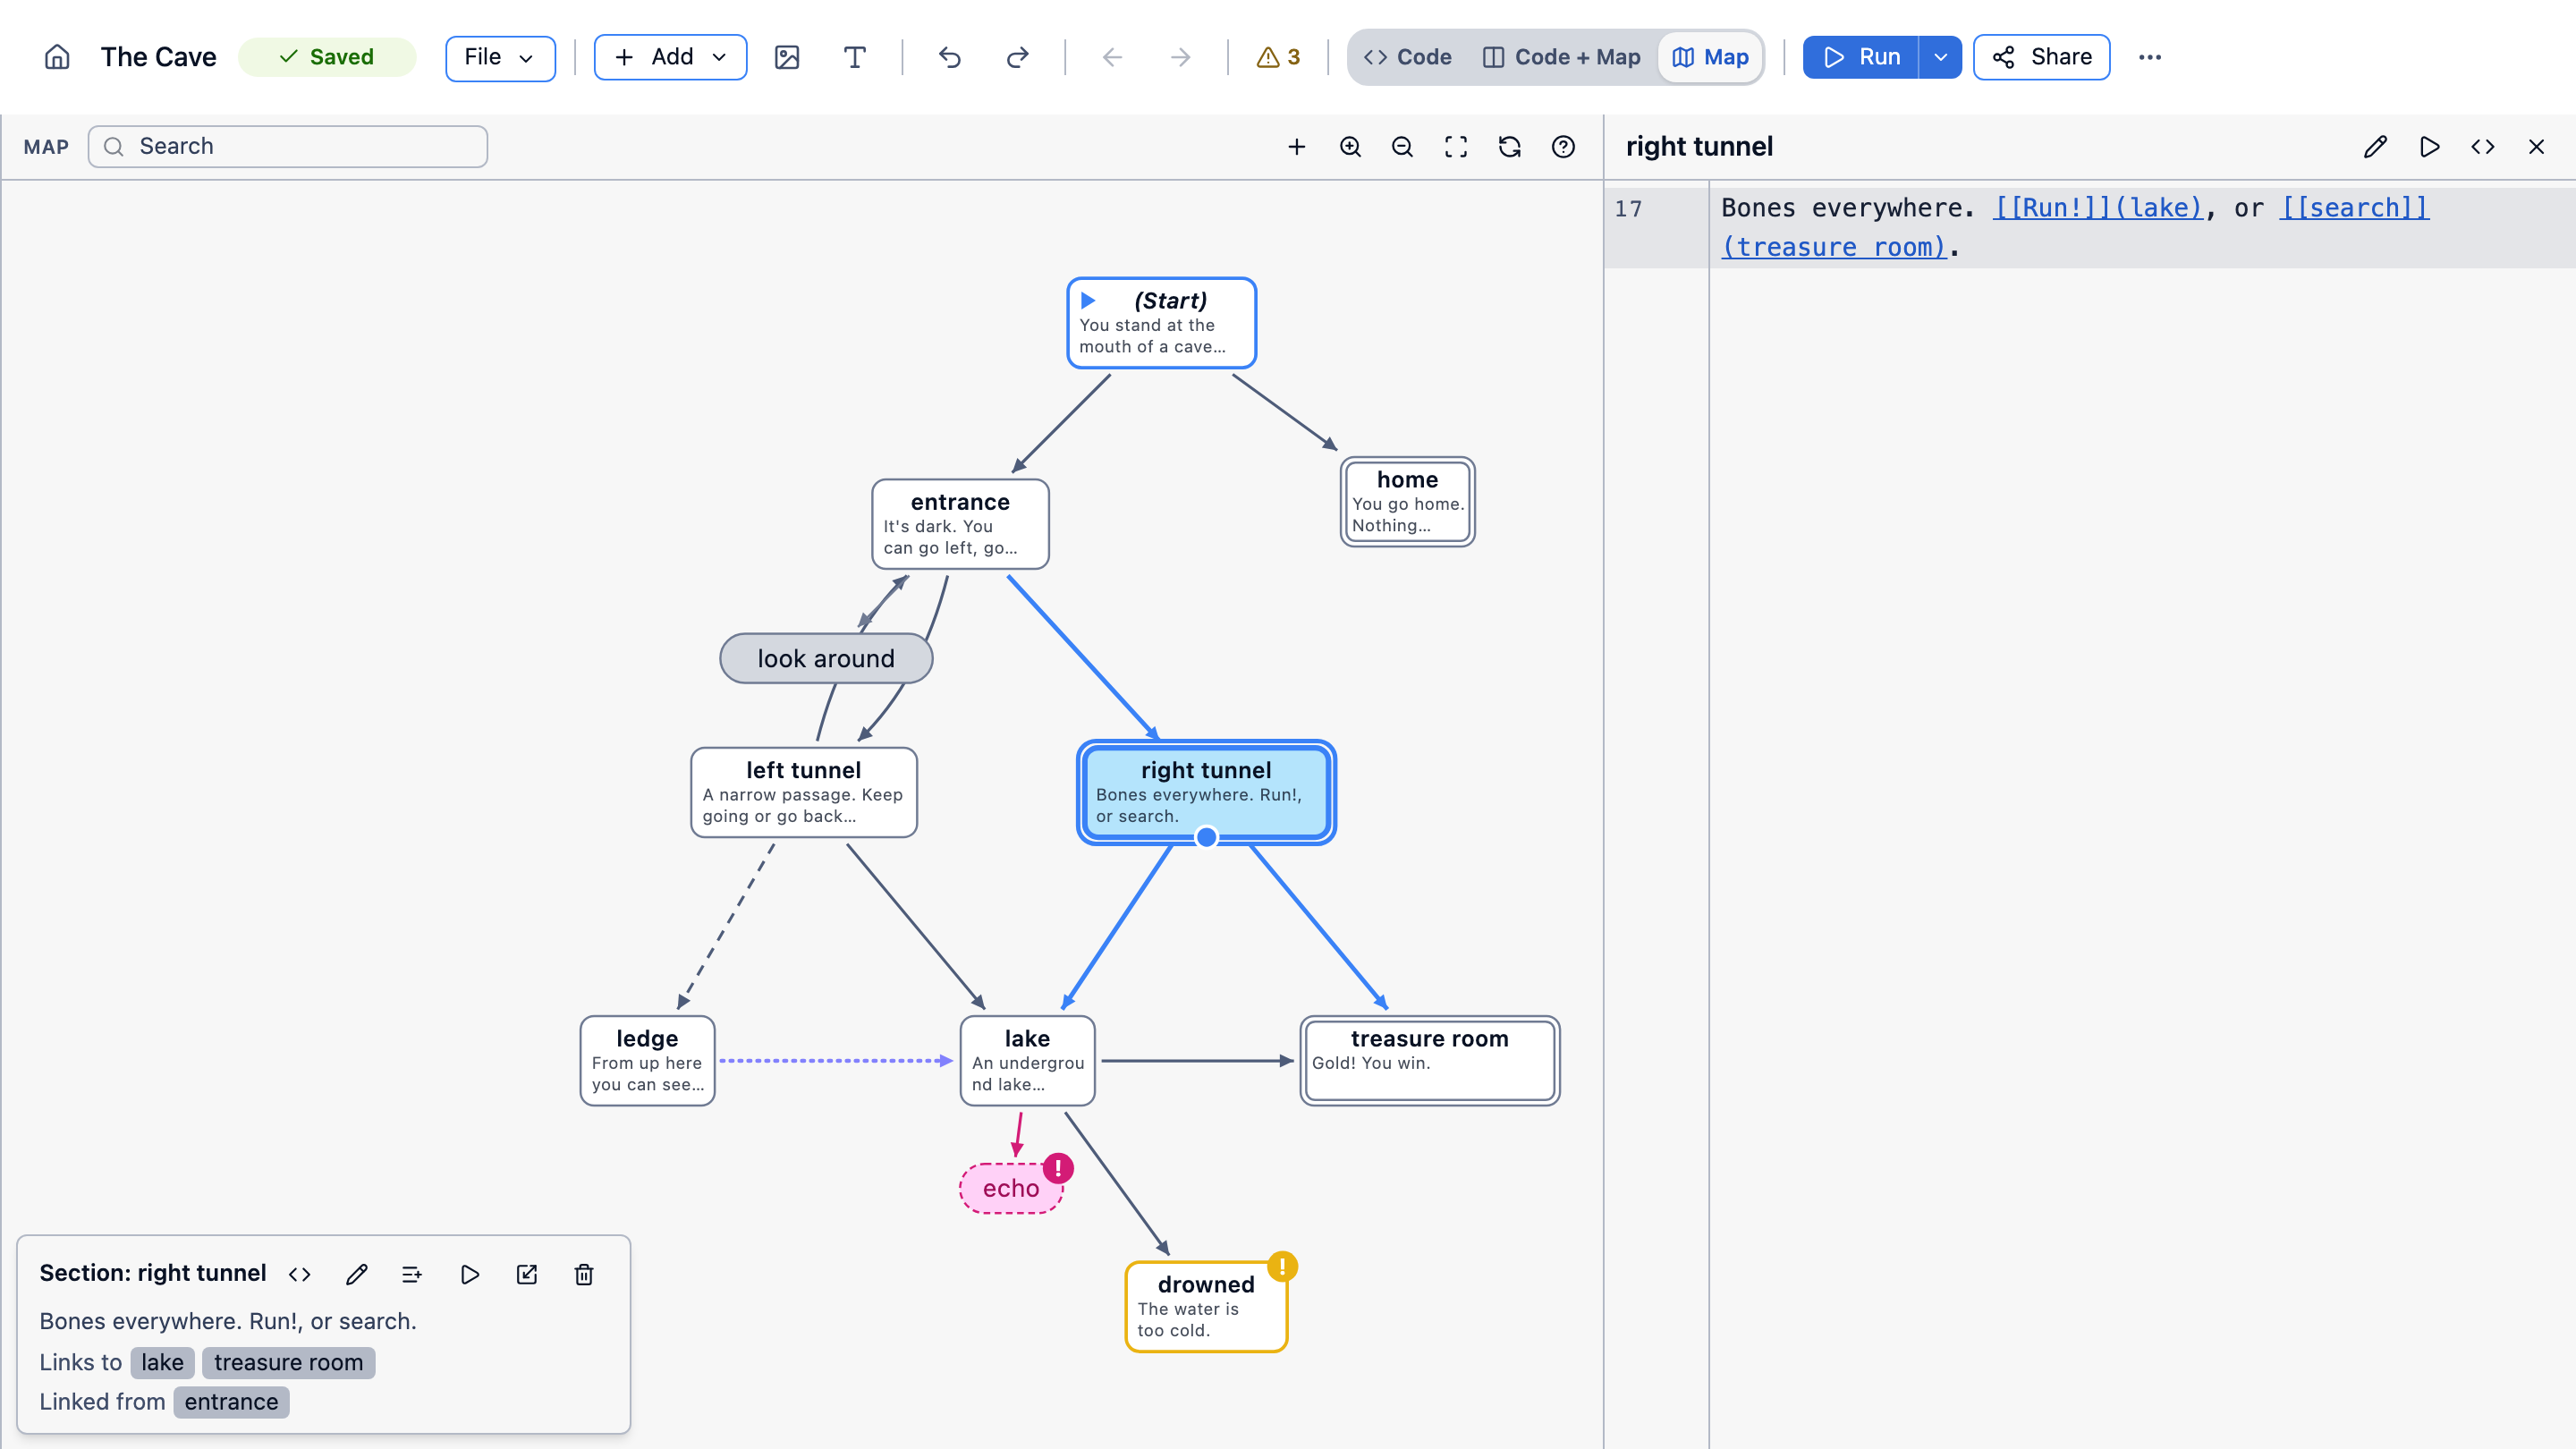 The Cave
Saved
File
Add
3
Code
Code + Map
Map
Run
Share
MAP
Search
right tunnel
17
Bones everywhere. [[Run!]](lake), or [[search]]
(treasure room).
(Start)
You stand at the
mouth of a cave…
entrance
It's dark. You
can go left, go…
home
You go home.
Nothing…
look around
left tunnel
A narrow passage. Keep
going or go back…
right tunnel
Bones everywhere. Run!,
or search.
ledge
From up here
you can see…
lake
An undergrou
nd lake…
treasure room
Gold! You win.
echo
!
drowned
!
The water is
too cold.
Section: right tunnel
Bones everywhere. Run!, or search.
Links to lake treasure room
Linked from entrance